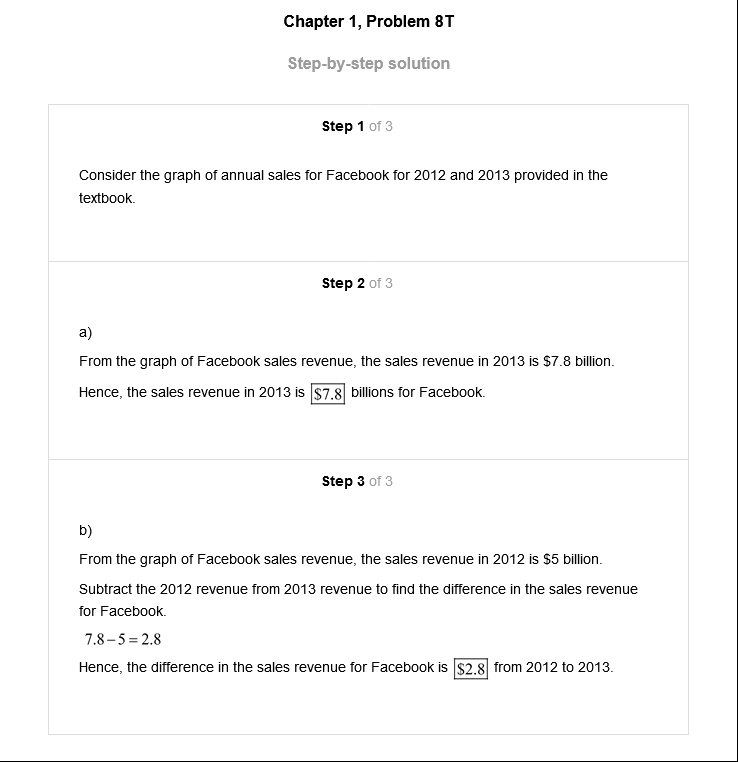 Chapter 1, Problem 8T
Step-by-step solution
Step 1 of 3
Consider the graph of annual sales for Facebook for 2012 and 2013 provided in the
textbook.
Step 2 of 3
a)
From the graph of Facebook sales revenue, the sales revenue in 2013 is $7.8 billion.
Hence, the sales revenue in 2013 is $7.8 billions for Facebook.
Step 3 of 3
b)
From the graph of Facebook sales revenue, the sales revenue in 2012 is $5 billion.
Subtract the 2012 revenue from 2013 revenue to find the difference in the sales revenue
for Facebook.
7.8 – 5 = 2.8
Hence, the difference in the sales revenue for Facebook is $2.8 from 2012 to 2013.